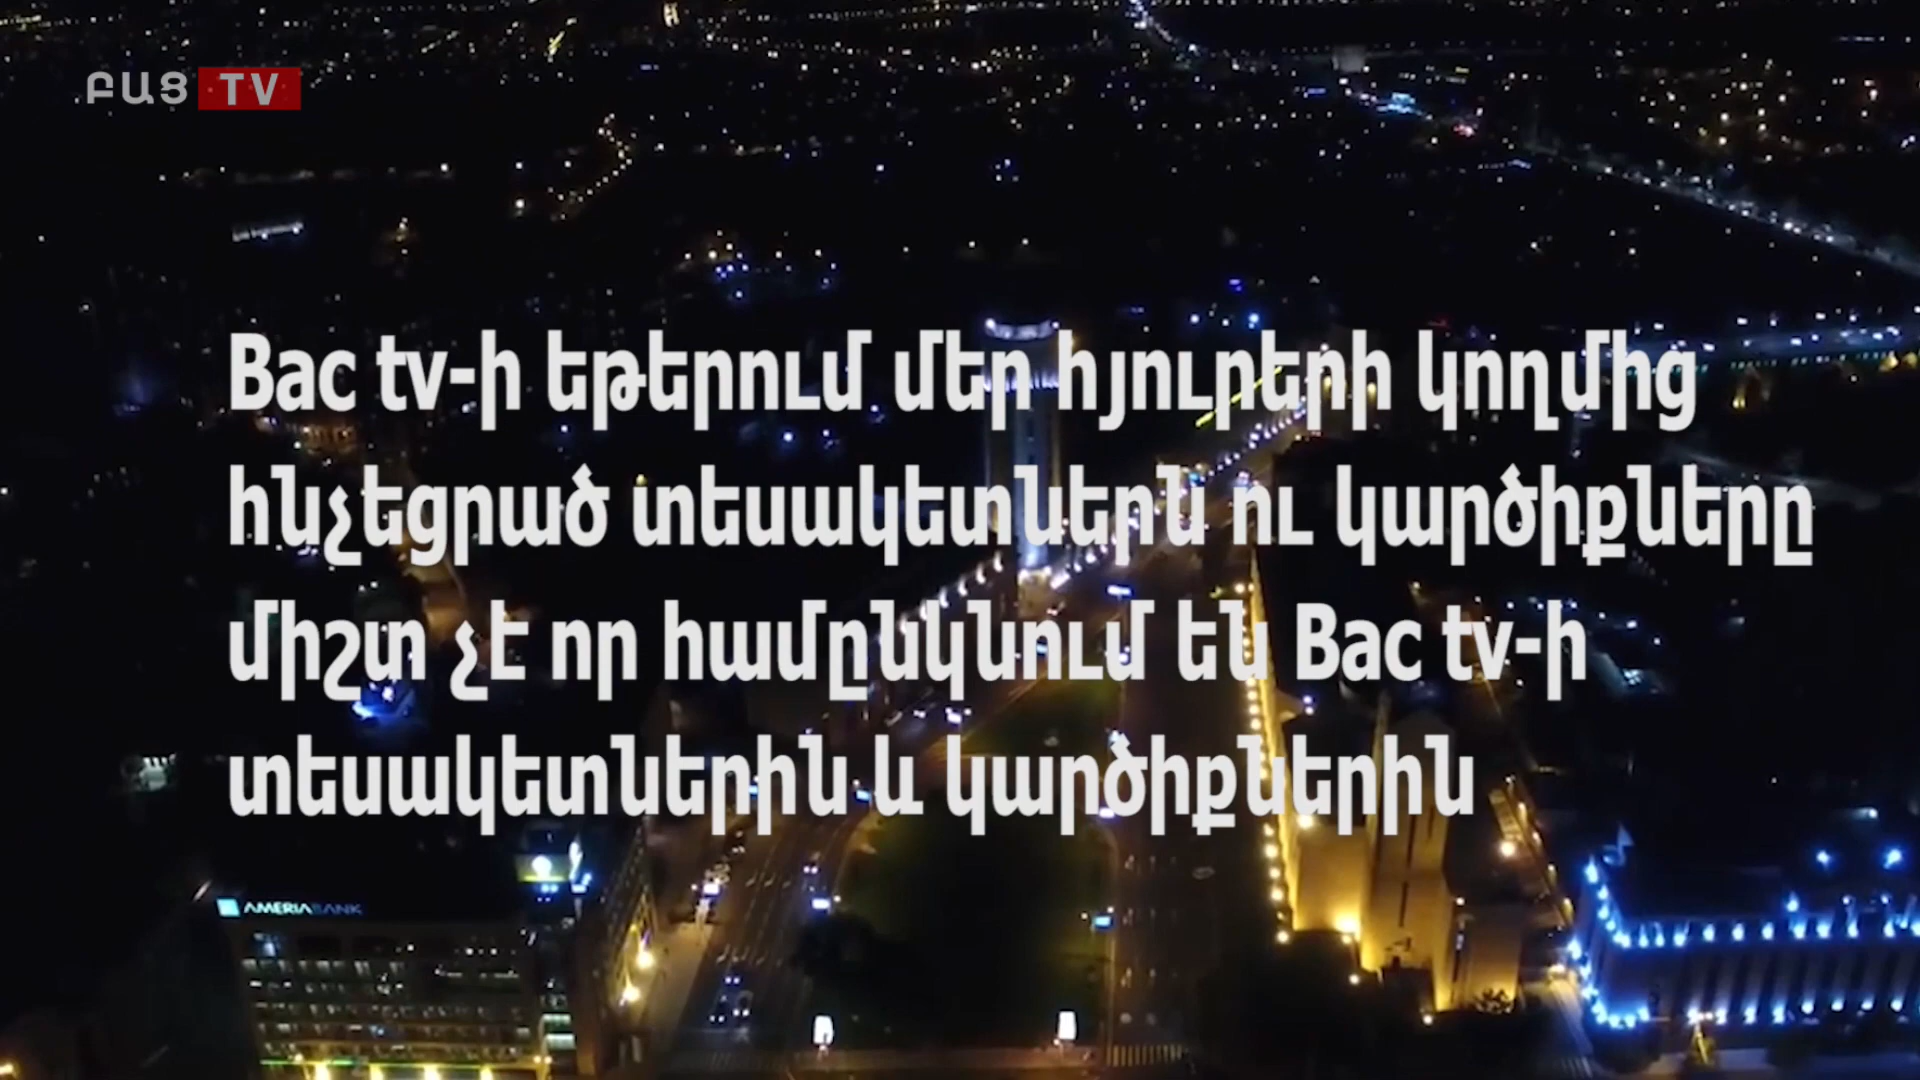 ԲԱՑ TV
Bac tv-ի եթերում մեր հյուրերի կողմից
հնչեցրած տեսակետներն ու կարծիքները
միշտ չէ որ համընկնում են Bac tv-ի
տեսակետներին և կարծիքներին
AMERIABANK